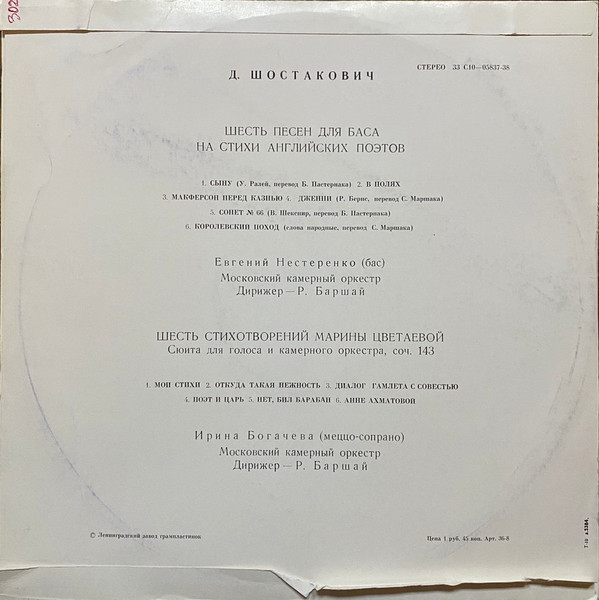 302
СТЕРЕО 33 С10—05837-38
Д. ШОСТАКОВИЧ
ШЕСТЬ ПЕСЕН ДЛЯ БАСА
НА СТИХИ АНГЛИЙСКИХ ПОЭТОВ
1. СЫНУ (У. Ралей, перевод Б. Пастернака) 2. В ПОЛЯХ
3. МАКФЕРСОН ПЕРЕД КАЗНЬЮ 4. ДЖЕННИ (Р. Бернс, перевод С. Маршака)
5. СОНЕТ № 66 (В. Шекспир, перевод Б. Пастернака)
6. КОРОЛЕВСКИЙ ПОХОД (слова народные, перевод С. Маршака)
Евгений Нестеренко (бас)
Московский камерный оркестр
Дирижер — Р. Баршай
ШЕСТЬ СТИХОТВОРЕНИЙ МАРИНЫ ЦВЕТАЕВОЙ
Сюита для голоса и камерного оркестра, соч. 143
1. МОИ СТИХИ 2. ОТКУДА ТАКАЯ НЕЖНОСТЬ 3. ДИАЛОГ ГАМЛЕТА С СОВЕСТЬЮ
4. ПОЭТ И ЦАРЬ 5. НЕТ, БИЛ БАРАБАН 6. АННЕ АХМАТОВОЙ
Ирина Богачева (меццо-сопрано)
Московский камерный оркестр
Дирижер — Р. Баршай
© Ленинградский завод грампластинок
Цена 1 руб. 45 коп. Арт. 36-8